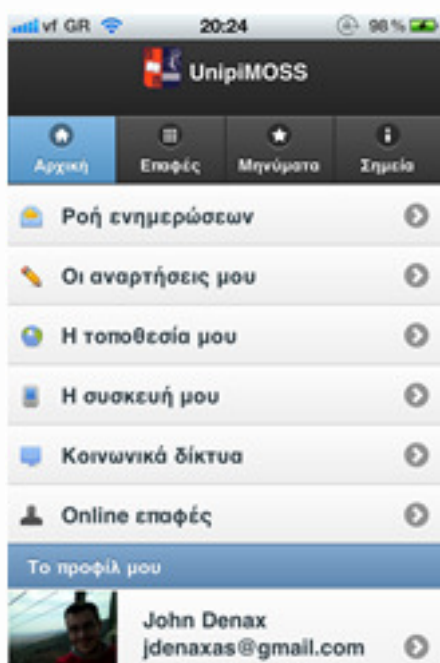 vf GR 20:24 98 %
UnipiMOSS
Αρχική Επαφές Μηνύματα Σημεία
Ροή ενημερώσεων
Οι αναρτήσεις μου
Η τοποθεσία μου
Η συσκευή μου
Κοινωνικά δίκτυα
Online επαφές
Το προφίλ μου
John Denax
jdenaxas@gmail.com